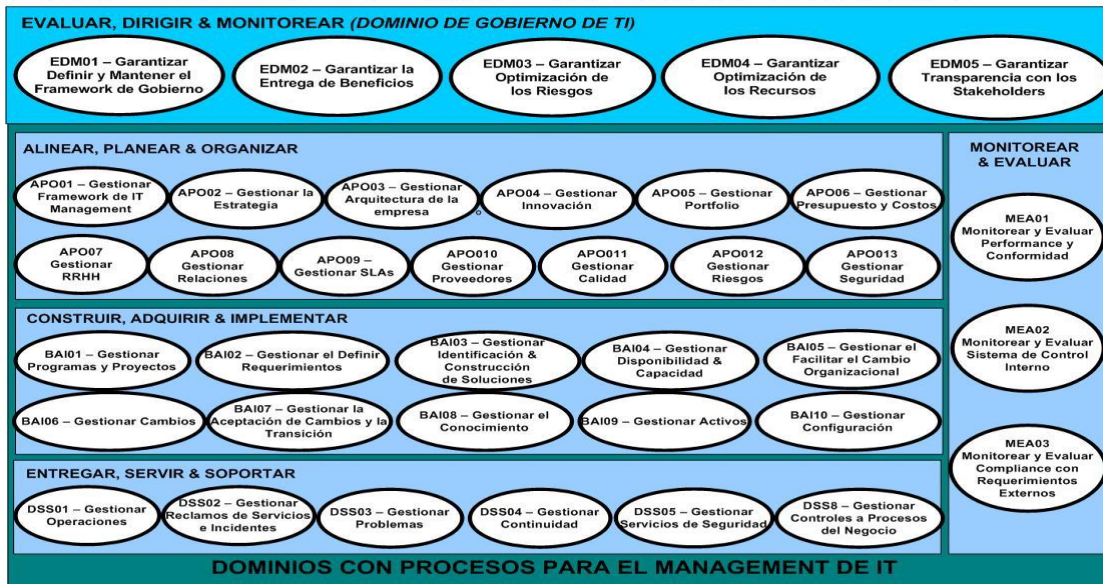 EVALUAR, DIRIGIR & MONITOREAR (DOMINIO DE GOBIERNO DE TI)
EDM01 – Garantizar
Definir y Mantener el
Framework de Gobierno
EDM02 – Garantizar la
Entrega de Beneficios
EDM03 – Garantizar
Optimización de
los Riesgos
EDM04 – Garantizar
Optimización de
los Recursos
EDM05 – Garantizar
Transparencia con los
Stakeholders
ALINEAR, PLANEAR & ORGANIZAR
APO01 – Gestionar
Framework de IT
Management
APO02 – Gestionar la
Estrategia
APO03 – Gestionar
Arquitectura de la
empresa
APO04 – Gestionar
Innovación
APO05 – Gestionar
Portfolio
APO06 – Gestionar
Presupuesto y Costos
APO07
Gestionar
RRHH
APO08
Gestionar
Relaciones
APO09 –
Gestionar SLAs
APO010
Gestionar
Proveedores
APO011
Gestionar
Calidad
APO012
Gestionar
Riesgos
APO013
Gestionar
Seguridad
CONSTRUIR, ADQUIRIR & IMPLEMENTAR
BAI01 – Gestionar
Programas y Proyectos
BAI02 – Gestionar el Definir
Requerimientos
BAI03 – Gestionar
Identificación &
Construcción
de Soluciones
BAI04 – Gestionar
Disponibilidad &
Capacidad
BAI05 – Gestionar el
Facilitar el Cambio
Organizacional
BAI06 – Gestionar Cambios
BAI07 – Gestionar la
Aceptación de Cambios y la
Transición
BAI08 – Gestionar el
Conocimiento
BAI09 – Gestionar Activos
BAI10 – Gestionar
Configuración
ENTREGAR, SERVIR & SOPORTAR
DSS01 – Gestionar
Operaciones
DSS02 – Gestionar
Reclamos de Servicios
e Incidentes
DSS03 – Gestionar
Problemas
DSS04 – Gestionar
Continuidad
DSS05 – Gestionar
Servicios de Seguridad
DSS8 – Gestionar
Controles a Procesos
del Negocio
MONITOREAR
& EVALUAR
MEA01
Monitorear y Evaluar
Performance y
Conformidad
MEA02
Monitorear y Evaluar
Sistema de Control
Interno
MEA03
Monitorear y Evaluar
Compliance con
Requerimientos
Externos
DOMINIOS CON PROCESOS PARA EL MANAGEMENT DE IT